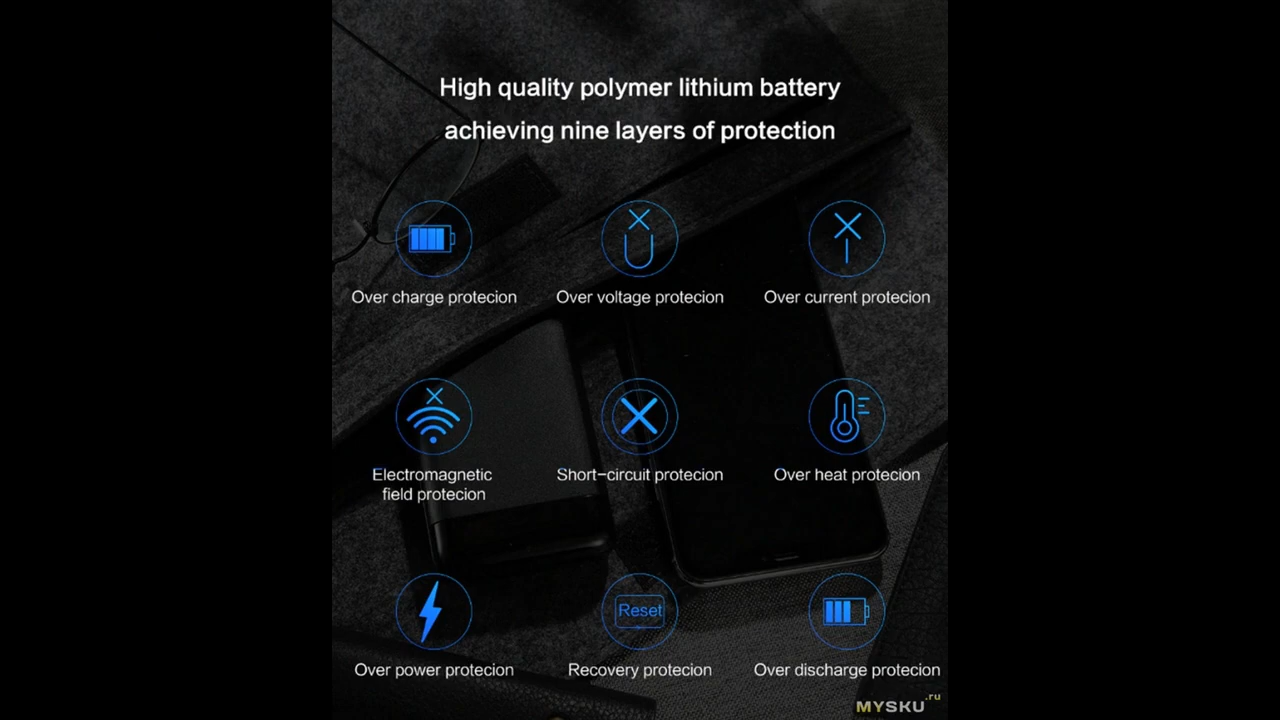 High quality polymer lithium battery
achieving nine layers of protection
Over charge protecion
Over voltage protecion
Over current protecion
Electromagnetic
field protecion
Short-circuit protecion
Over heat protecion
Reset
Over power protecion
Recovery protecion
Over discharge protecion
MYSKU.ru